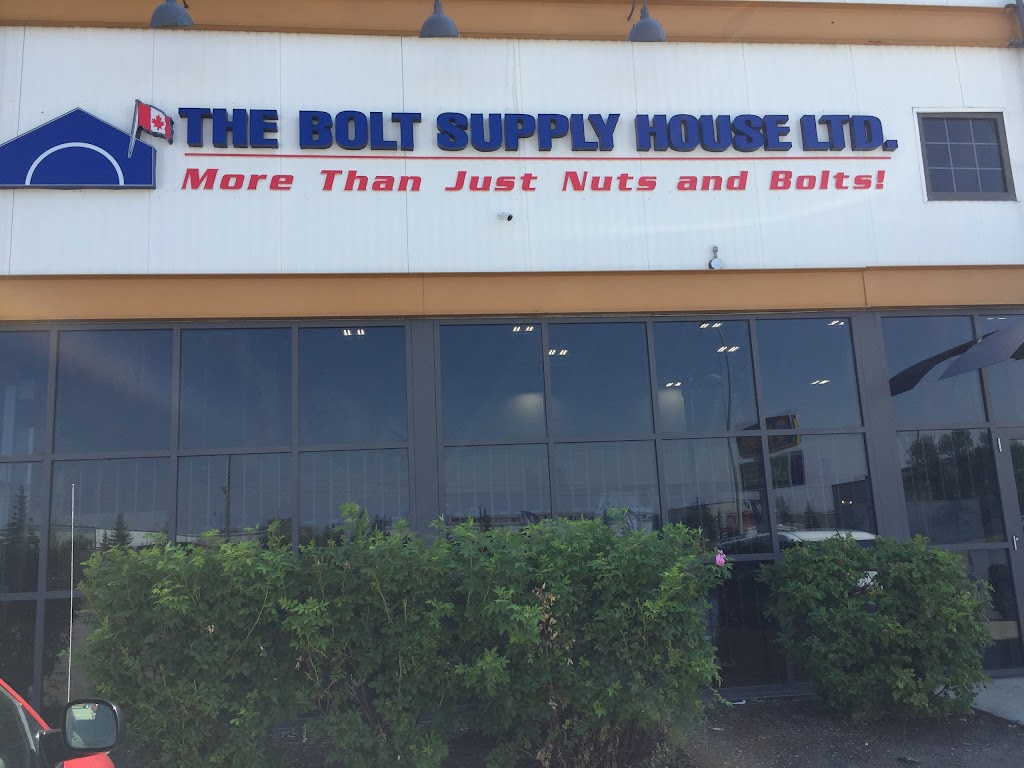 THE BOLT SUPPLY HOUSE LTD.
More Than Just Nuts and Bolts!